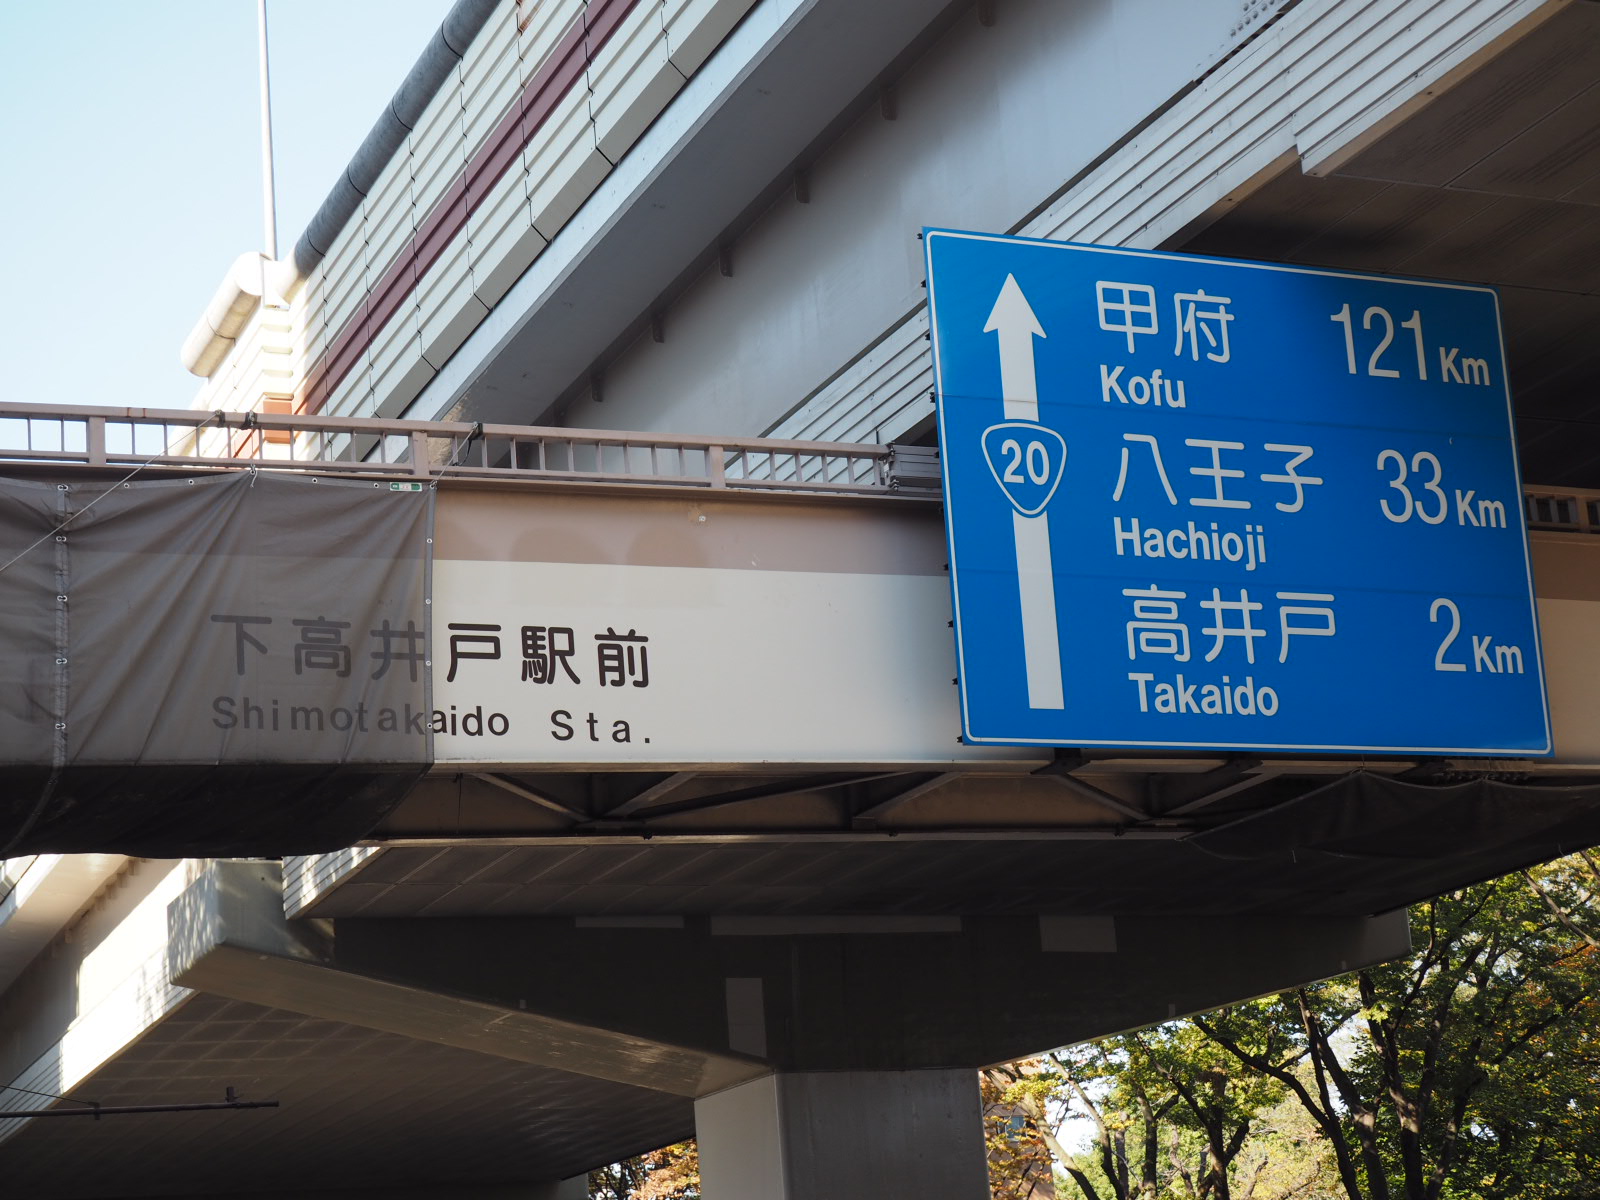 下高井戸駅前
Shimotakaido Sta.
甲府 121Km
Kofu
20
八王子 33Km
Hachioji
高井戸 2Km
Takaido